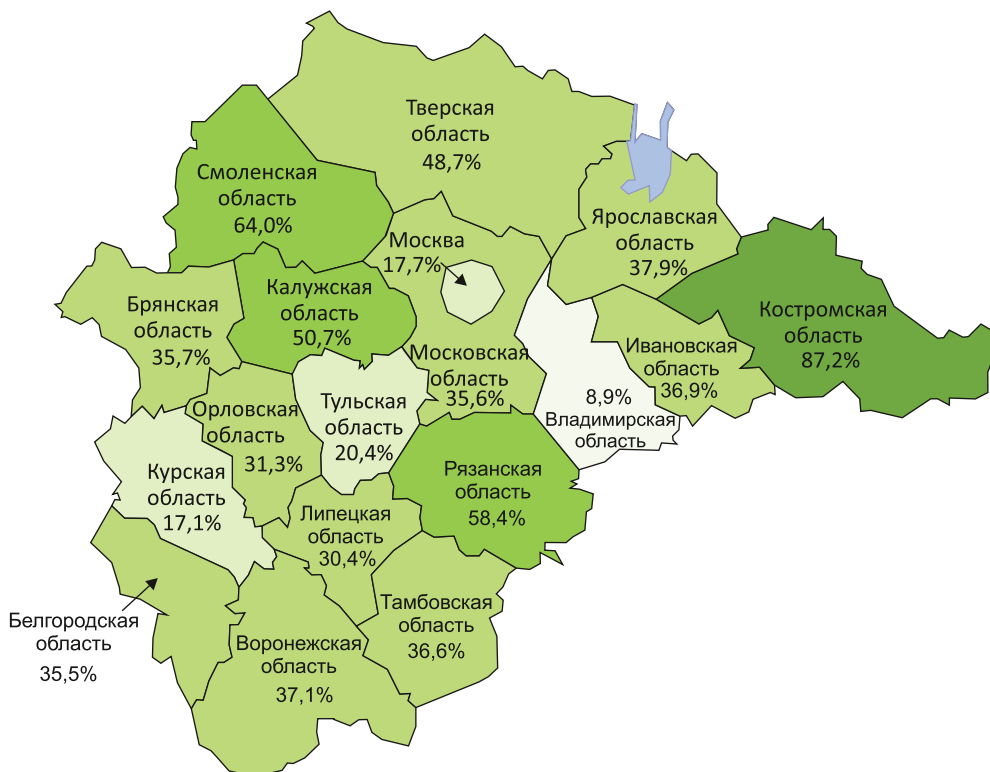 Тверская
область
48,7%
Смоленская
область
64,0%
Ярославская
область
37,9%
Москва
17,7%
Костромская
область
87,2%
Калужская
область
50,7%
Брянская
область
35,7%
Московская
область
35,6%
Ивановская
область
36,9%
8,9%
Владимирская
область
Орловская
область
31,3%
Тульская
область
20,4%
Курская
область
17,1%
Рязанская
область
58,4%
Липецкая
область
30,4%
Тамбовская
область
36,6%
Белгородская
область
35,5%
Воронежская
область
37,1%